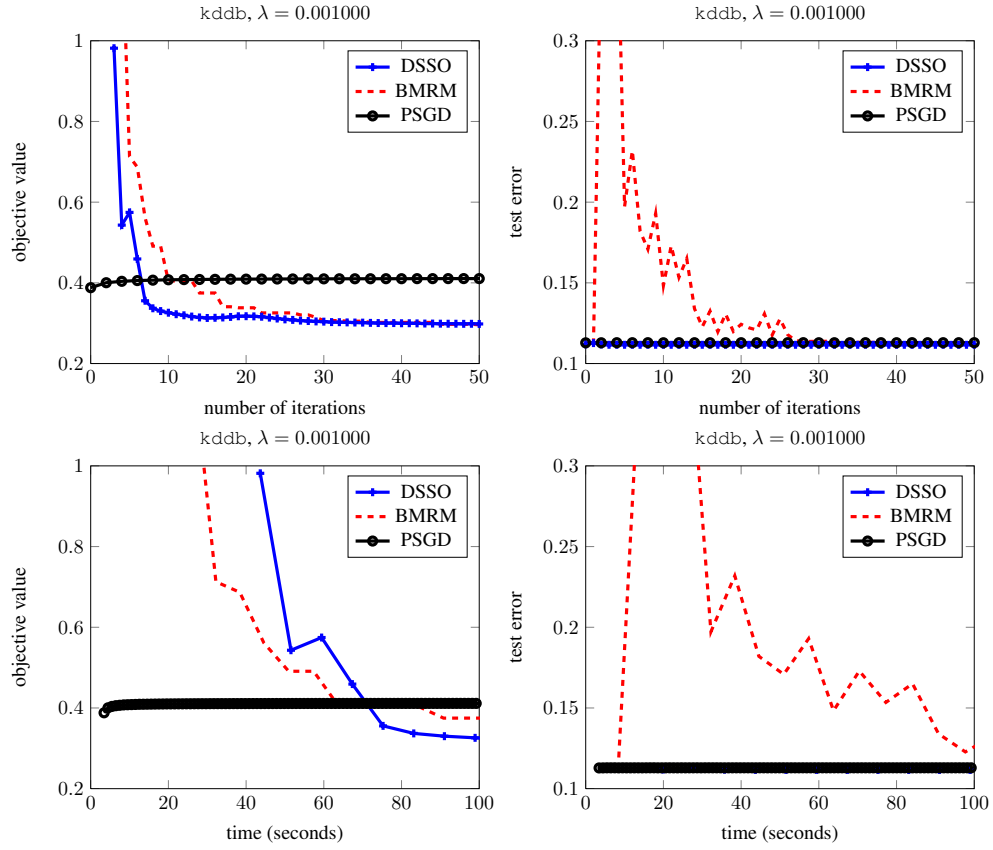 kddb, λ = 0.001000
1
0.8
0.6
0.4
0.2
0
10
20
30
40
50
objective value
number of iterations
DSSO
BMRM
PSGD
kddb, λ = 0.001000
0.3
0.25
0.2
0.15
0.1
0
10
20
30
40
50
test error
number of iterations
DSSO
BMRM
PSGD
kddb, λ = 0.001000
1
0.8
0.6
0.4
0.2
0
20
40
60
80
100
objective value
time (seconds)
DSSO
BMRM
PSGD
kddb, λ = 0.001000
0.3
0.25
0.2
0.15
0.1
0
20
40
60
80
100
test error
time (seconds)
DSSO
BMRM
PSGD